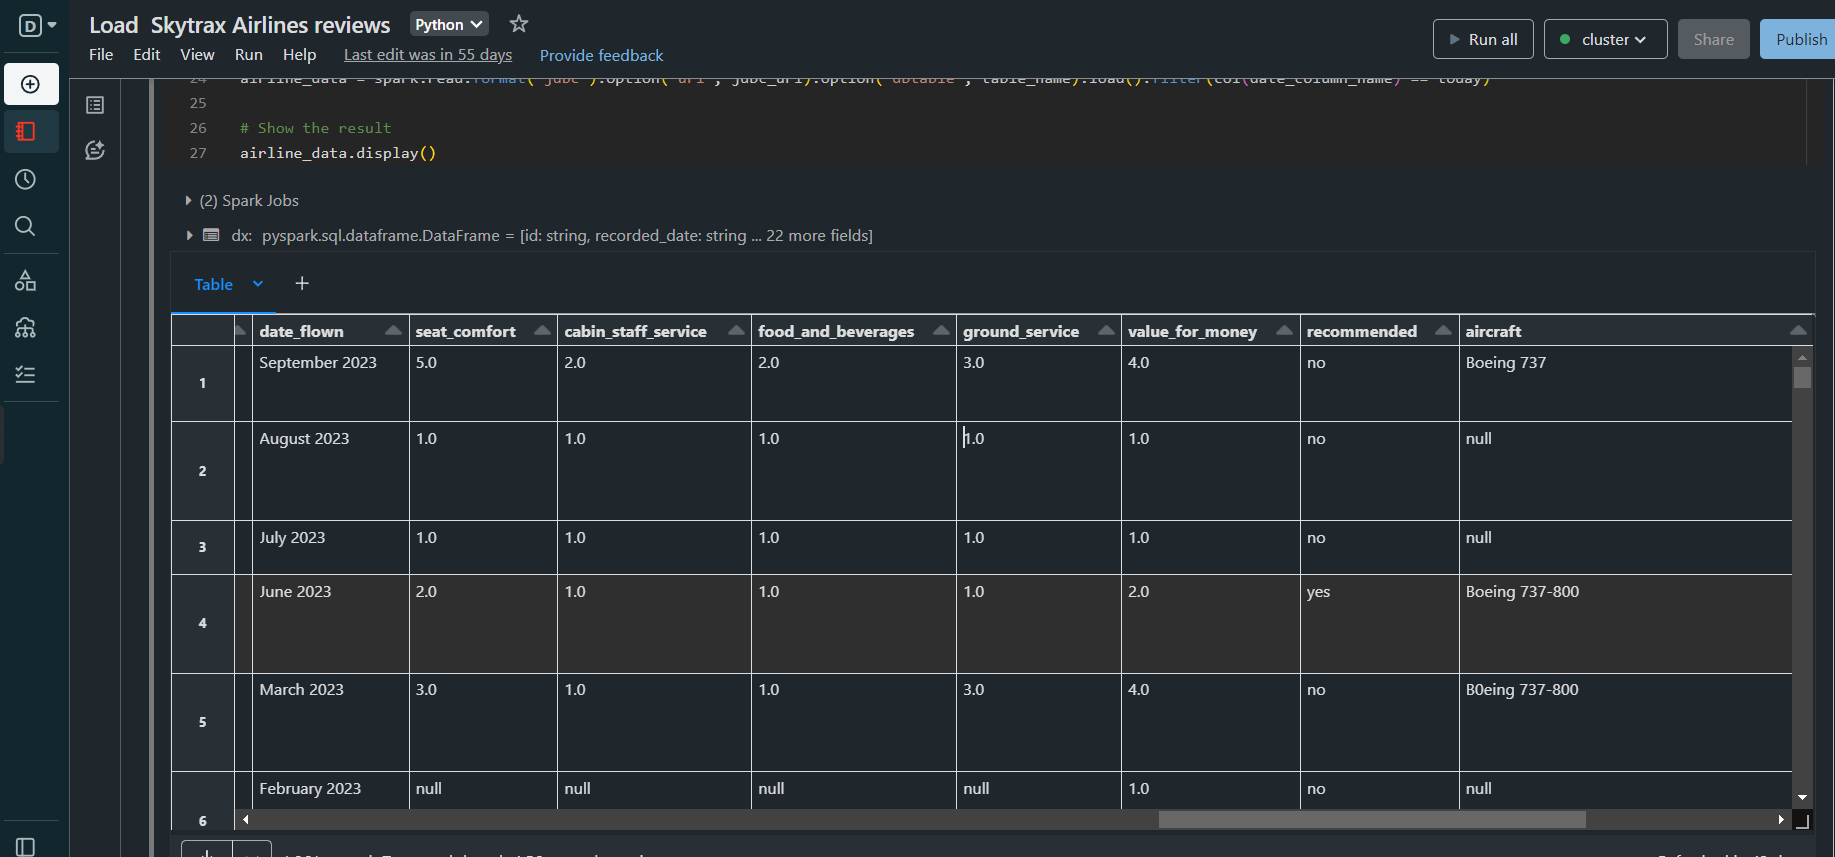 D
Load Skytrax Airlines reviews Python
File Edit View Run Help Last edit was in 55 days Provide feedback
Run all cluster Share Publish
24 airline_data = spark.read.format("jdbc").option("url", jdbc_url).option("dbtable", table_name).load().filter(col(date_column_name) == today)
25
26 # Show the result
27 airline_data.display()
(2) Spark Jobs
dx: pyspark.sql.dataframe.DataFrame = [id: string, recorded_date: string ... 22 more fields]
Table +
date_flown seat_comfort cabin_staff_service food_and_beverages ground_service value_for_money recommended aircraft
1 September 2023 5.0 2.0 2.0 3.0 4.0 no Boeing 737
2 August 2023 1.0 1.0 1.0 1.0 1.0 no null
3 July 2023 1.0 1.0 1.0 1.0 1.0 no null
4 June 2023 2.0 1.0 1.0 1.0 2.0 yes Boeing 737-800
5 March 2023 3.0 1.0 1.0 3.0 4.0 no B0eing 737-800
6 February 2023 null null null null 1.0 no null